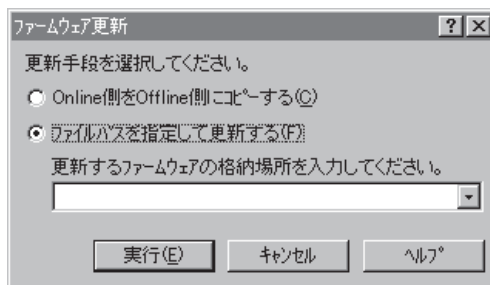 ファームウェア更新
更新手段を選択してください。
Online側をOffline側にコピーする(C)
ファイルパスを指定して更新する(F)
更新するファームウェアの格納場所を入力してください。
実行(E) キャンセル ヘルプ